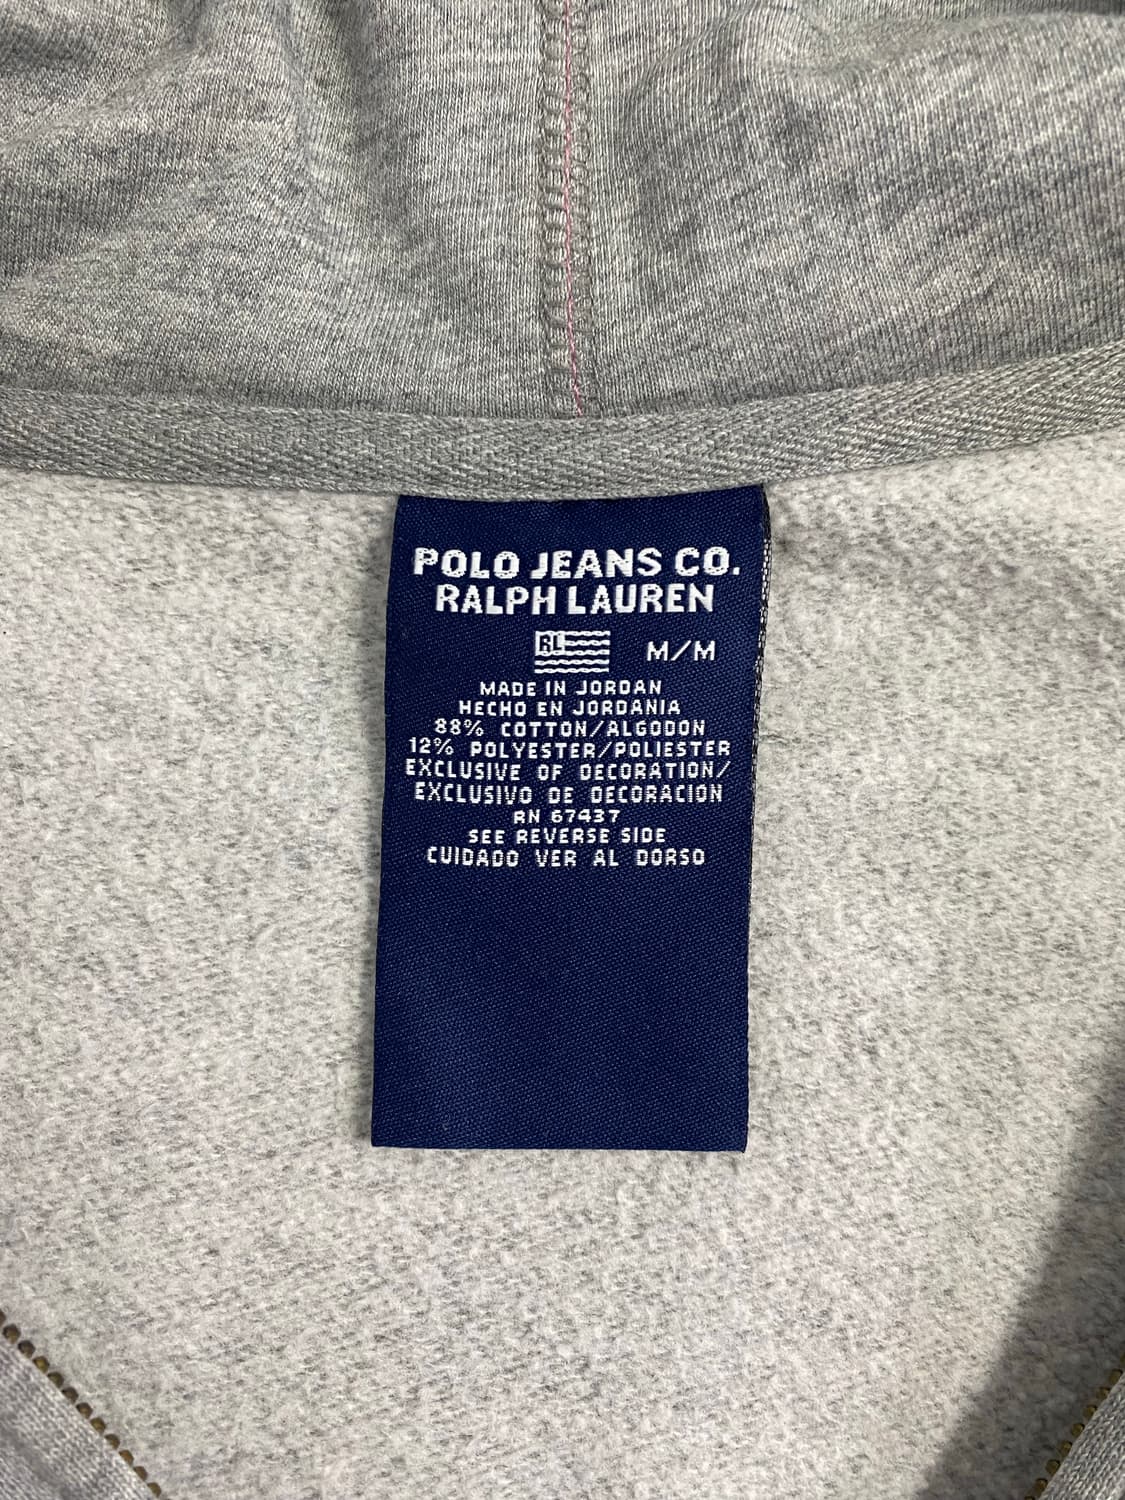 POLO JEANS CO.
RALPH LAUREN
RL M/M
MADE IN JORDAN
HECHO EN JORDANIA
88% COTTON/ALGODON
12% POLYESTER/POLIESTER
EXCLUSIVE OF DECORATION/
EXCLUSIVO DE DECORACION
RN 67437
SEE REVERSE SIDE
CUIDADO VER AL DORSO